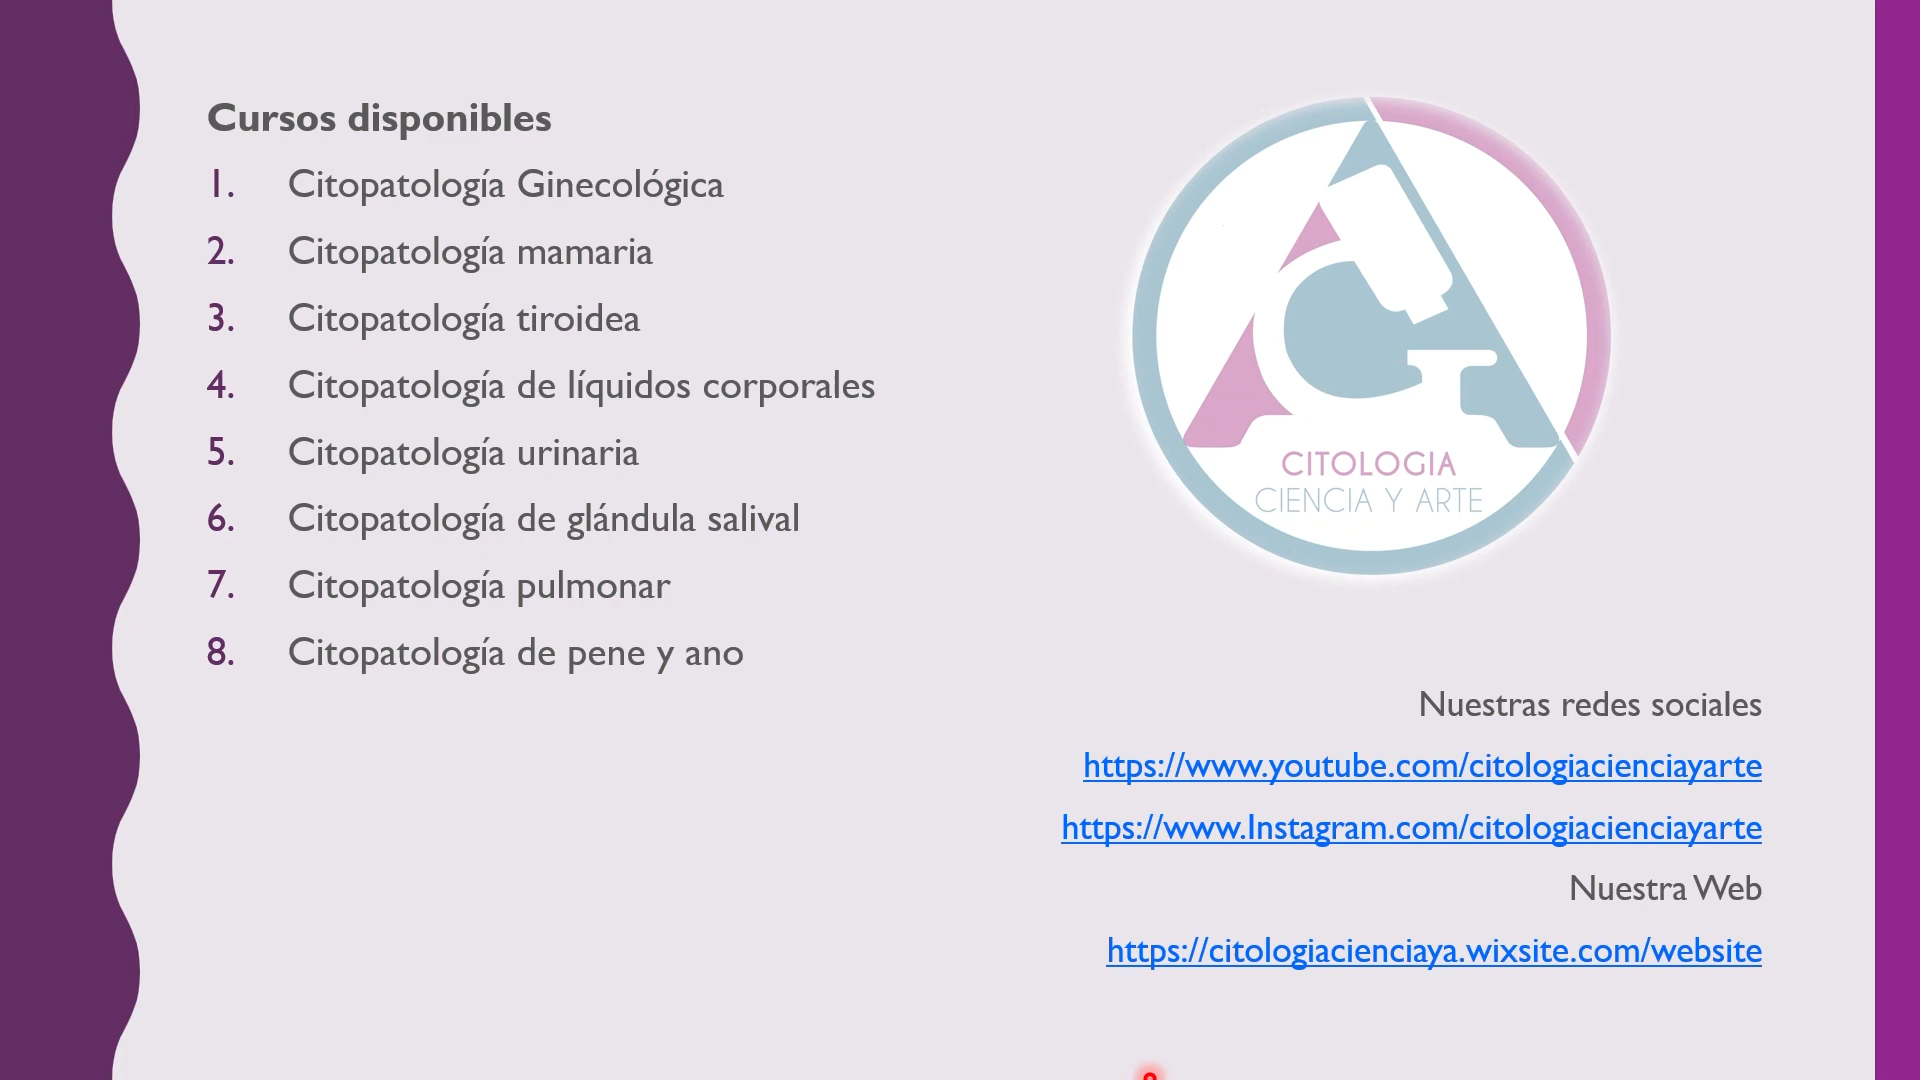 Cursos disponibles
1. Citopatología Ginecológica
2. Citopatología mamaria
3. Citopatología tiroidea
4. Citopatología de líquidos corporales
5. Citopatología urinaria
6. Citopatología de glándula salival
7. Citopatología pulmonar
8. Citopatología de pene y ano
CITOLOGIA
CIENCIA Y ARTE
Nuestras redes sociales
https://www.youtube.com/citologiacienciayarte
https://www.Instagram.com/citologiacienciayarte
Nuestra Web
https://citologiacienciaya.wixsite.com/website